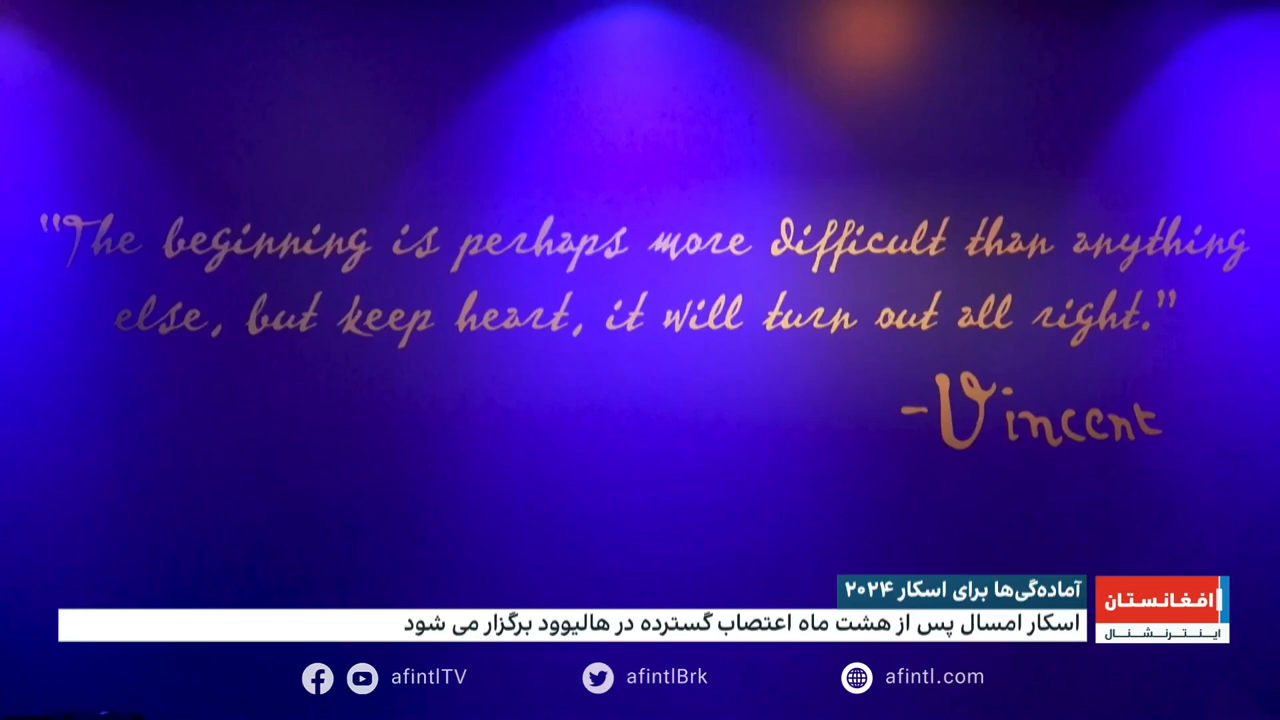 "The beginning is perhaps more difficult than anything
else, but keep heart, it will turn out all right."
-Vincent
آماده‌گی‌ها برای اسکار ۲۰۲۴
اسکار امسال پس از هشت ماه اعتصاب گسترده در هالیوود برگزار می شود
افغانستان
اینترنشنال
afintlTV
afintlBrk
afintl.com